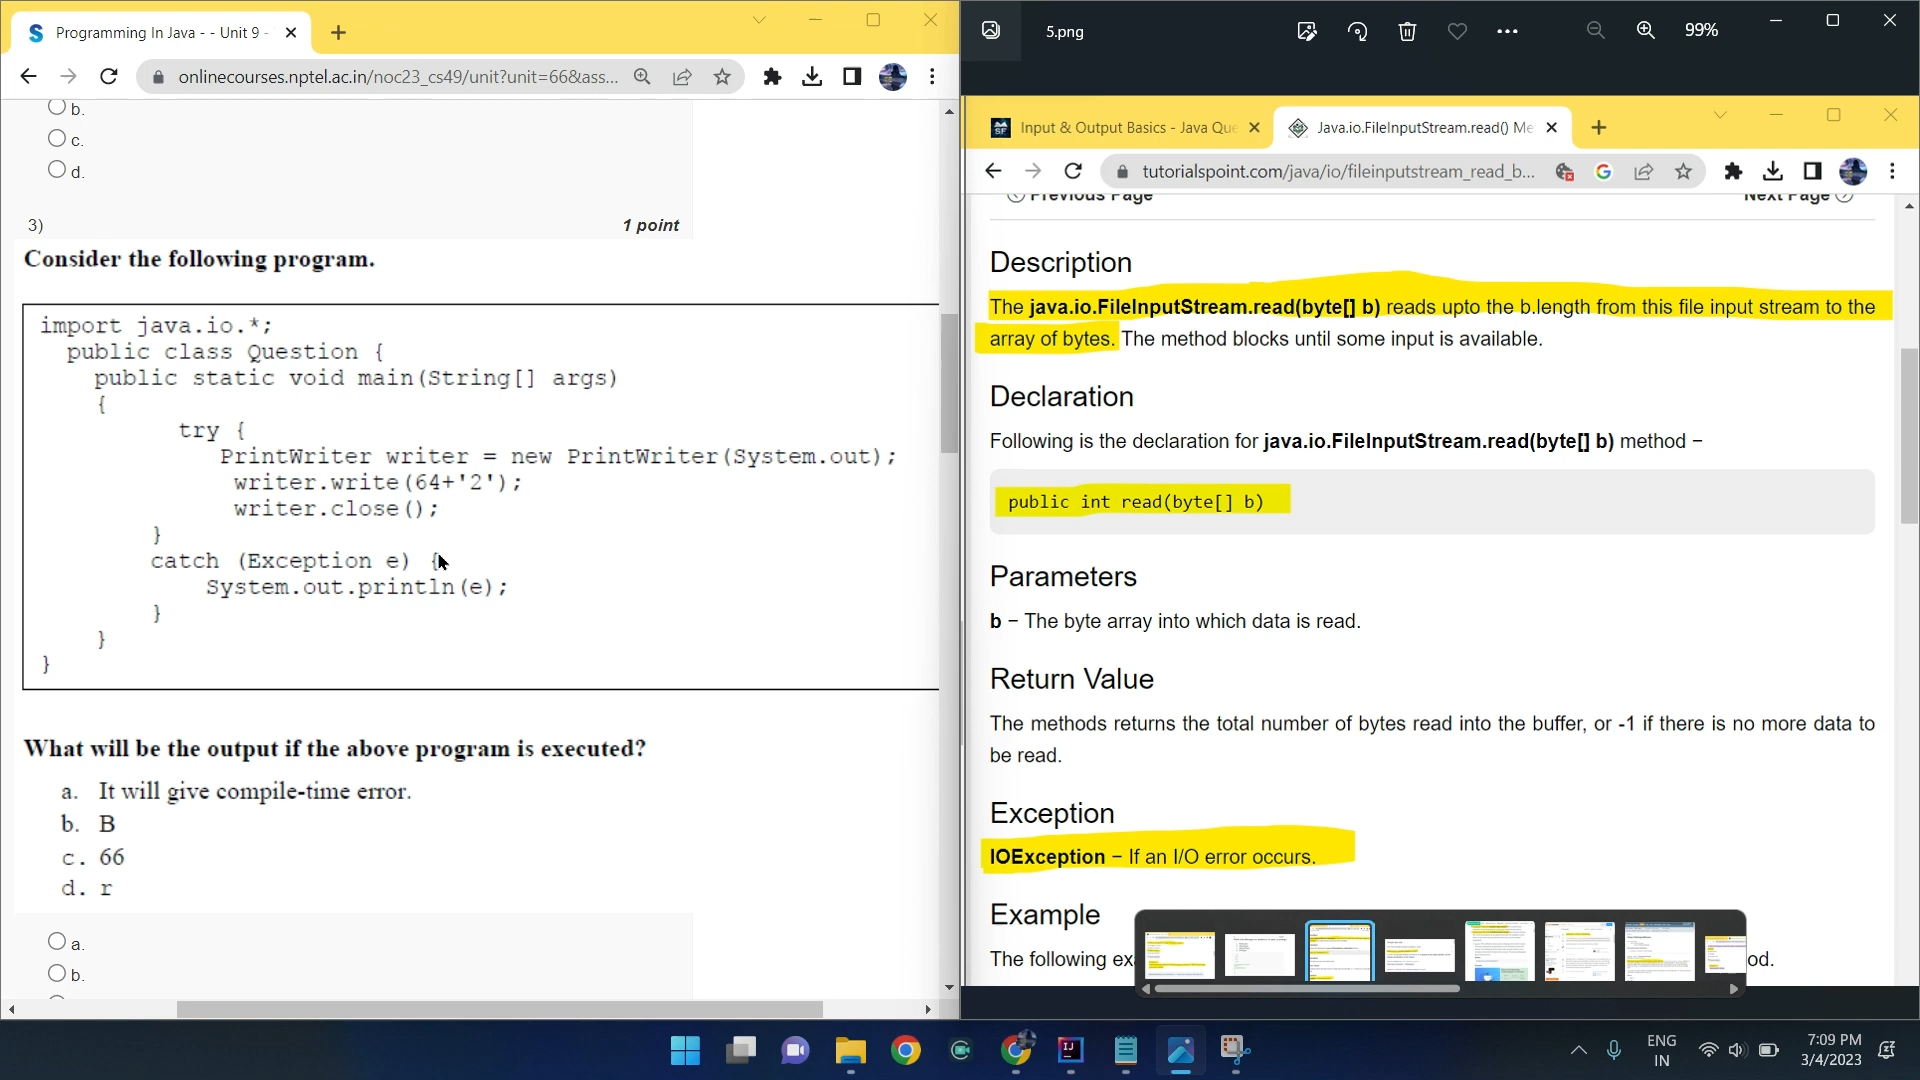 Programming In Java - - Unit 9 -
onlinecourses.nptel.ac.in/noc23_cs49/unit?unit=66&ass...
b.
c.
d.
3)
1 point
Consider the following program.
import java.io.*;
public class Question {
public static void main(String[] args)
{
try {
PrintWriter writer = new PrintWriter(System.out);
writer.write(64+'2');
writer.close();
}
catch (Exception e) {
System.out.println(e);
}
}
}
What will be the output if the above program is executed?
a. It will give compile-time error.
b. B
c. 66
d. r
a.
b.
5.png
99%
Input & Output Basics - Java Que
Java.io.FileInputStream.read() Me
tutorialspoint.com/java/io/fileinputstream_read_b...
Previous Page
Next Page
Description
The java.io.FileInputStream.read(byte[] b) reads upto the b.length from this file input stream to the
array of bytes. The method blocks until some input is available.
Declaration
Following is the declaration for java.io.FileInputStream.read(byte[] b) method −
public int read(byte[] b)
Parameters
b − The byte array into which data is read.
Return Value
The methods returns the total number of bytes read into the buffer, or -1 if there is no more data to
be read.
Exception
IOException − If an I/O error occurs.
Example
The following ex
od.
ENG
IN
7:09 PM
3/4/2023